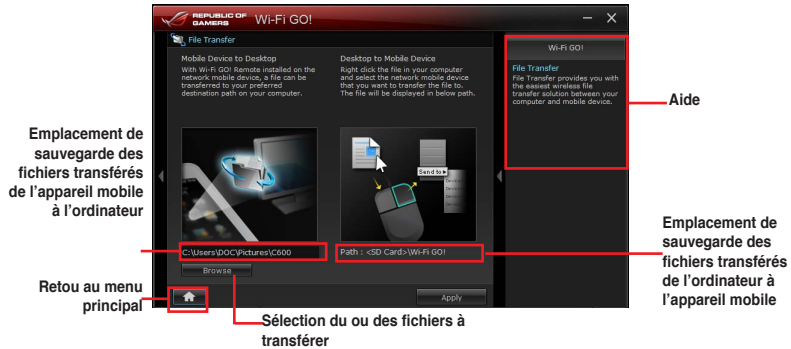 REPUBLIC OF
GAMERS
Wi-Fi GO!
File Transfer
Mobile Device to Desktop
With Wi-Fi GO! Remote installed on the
network mobile device, a file can be
transferred to your preferred
destination path on your computer.
Desktop to Mobile Device
Right click the file in your computer
and select the network mobile device
that you want to transfer the file to.
The file will be displayed in below path.
Send to
C:\Users\DOC\Pictures\C600
Path : <SD Card>\Wi-Fi GO!
Browse
Apply
Wi-Fi GO!
File Transfer
File Transfer provides you with
the easiest wireless file
transfer solution between your
computer and mobile device.
Aide
Emplacement de
sauvegarde des
fichiers transférés
de l'appareil mobile
à l'ordinateur
Emplacement de
sauvegarde des
fichiers transférés
de l'ordinateur à
l'appareil mobile
Retou au menu
principal
Sélection du ou des fichiers à
transférer